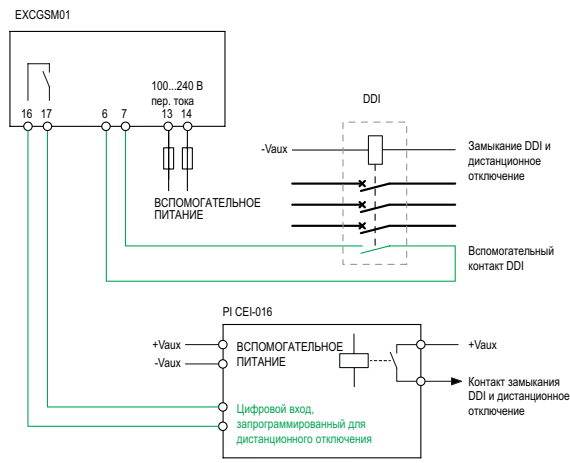 EXCGSM01
100...240 В
пер. тока
16 17 6 7 13 14
ВСПОМОГАТЕЛЬНОЕ
ПИТАНИЕ
DDI
-Vaux
Замыкание DDI и
дистанционное
отключение
Вспомогательный
контакт DDI
PI CEI-016
+Vaux
-Vaux
ВСПОМОГАТЕЛЬНОЕ
ПИТАНИЕ
+Vaux
Контакт замыкания
DDI и дистанционное
отключение
Цифровой вход,
запрограммированный для
дистанционного отключения